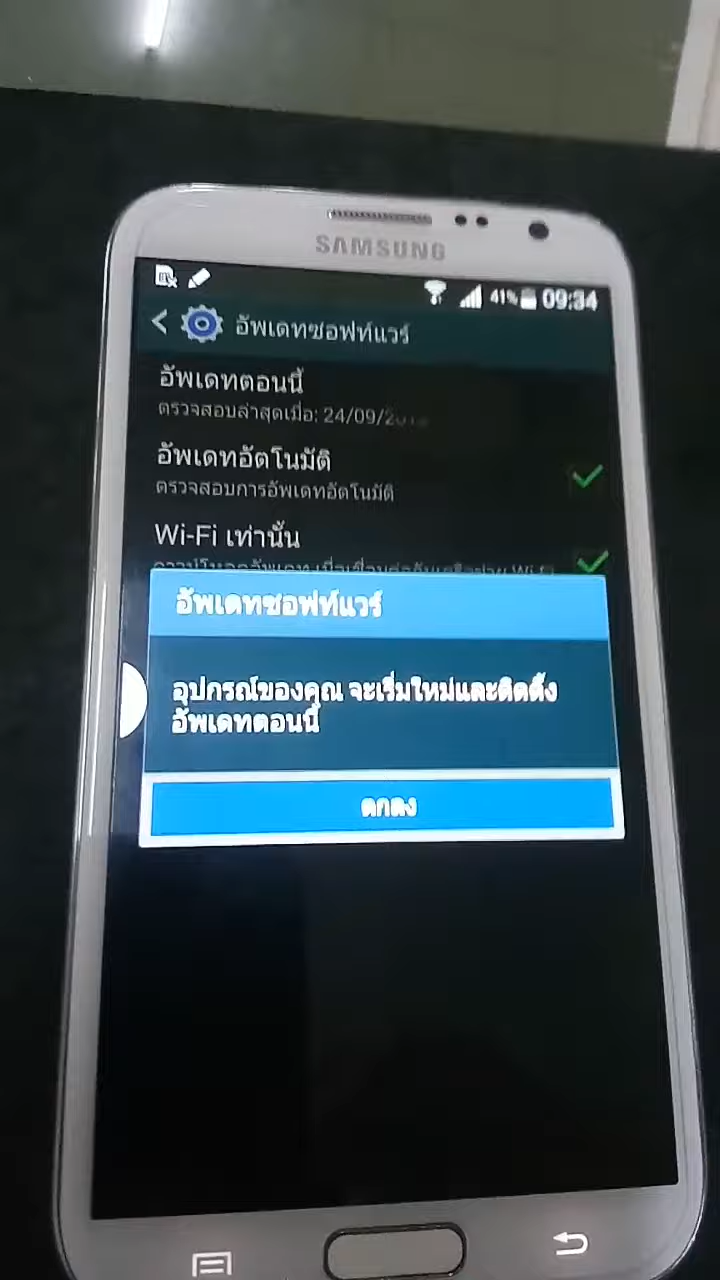 SAMSUNG
41% 09:34
อัพเดทซอฟท์แวร์
อัพเดทตอนนี้
ตรวจสอบล่าสุดเมื่อ: 24/09/
อัพเดทอัตโนมัติ
ตรวจสอบการอัพเดทอัตโนมัติ
Wi-Fi เท่านั้น
อัพเดทซอฟท์แวร์
อุปกรณ์ของคุณ จะเริ่มใหม่และติดตั้ง
อัพเดทตอนนี้
ตกลง